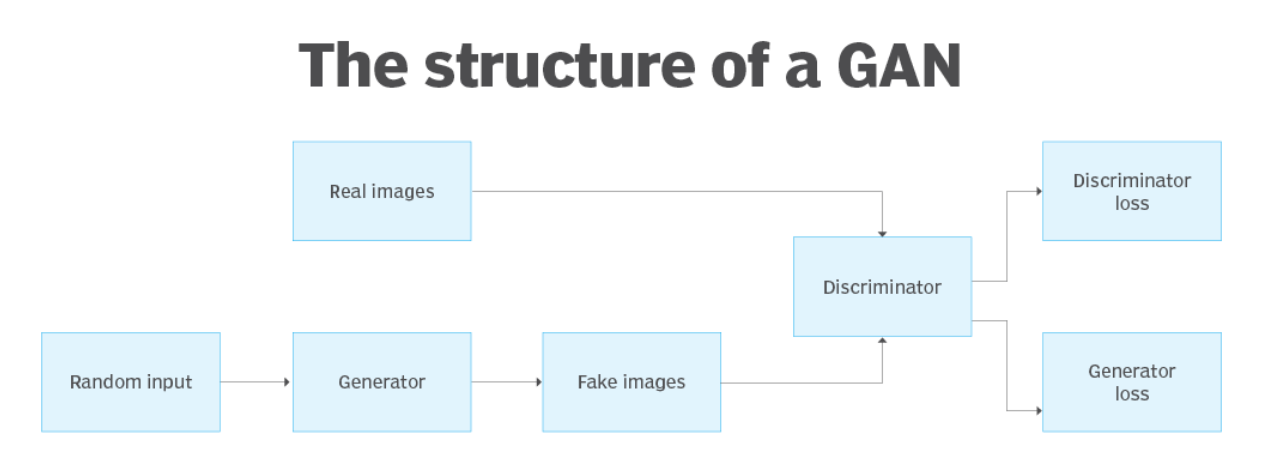 The structure of a GAN
Real images
Discriminator
loss
Discriminator
Random input
Generator
Fake images
Generator
loss